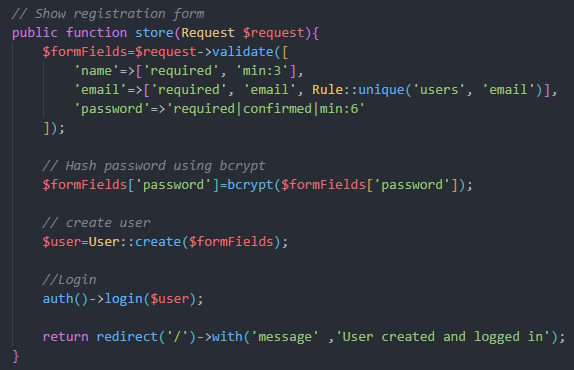 // Show registration form
public function store(Request $request){
    $formFields=$request->validate([
        'name'=>['required', 'min:3'],
        'email'=>['required', 'email', Rule::unique('users', 'email')],
        'password'=>'required|confirmed|min:6'
    ]);

    // Hash password using bcrypt
    $formFields['password']=bcrypt($formFields['password']);

    // create user
    $user=User::create($formFields);

    //Login
    auth()->login($user);

    return redirect('/')->with('message' ,'User created and logged in');
}